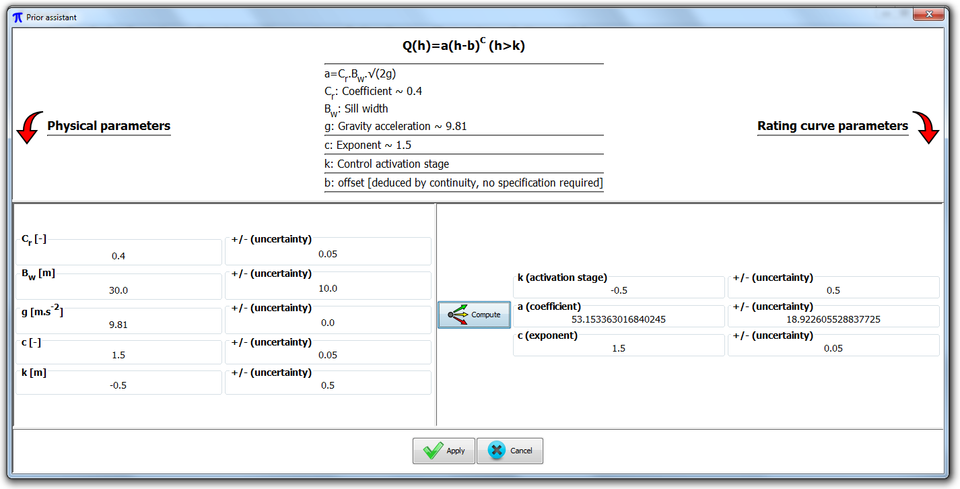 Prior assistant
Q(h)=a(h-b)^c (h>k)
a=C_r.B_w.√(2g)
C_r: Coefficient ~ 0.4
B_w: Sill width
g: Gravity acceleration ~ 9.81
c: Exponent ~ 1.5
k: Control activation stage
b: offset [deduced by continuity, no specification required]
Physical parameters
Rating curve parameters
C_r [-] +/- (uncertainty)
0.4 0.05
B_w [m] +/- (uncertainty)
30.0 10.0
g [m.s^-2] +/- (uncertainty)
9.81 0.0
c [-] +/- (uncertainty)
1.5 0.05
k [m] +/- (uncertainty)
-0.5 0.5
Compute
k (activation stage) +/- (uncertainty)
-0.5 0.5
a (coefficient) +/- (uncertainty)
53.153363016840245 18.922605528837725
c (exponent) +/- (uncertainty)
1.5 0.05
Apply Cancel